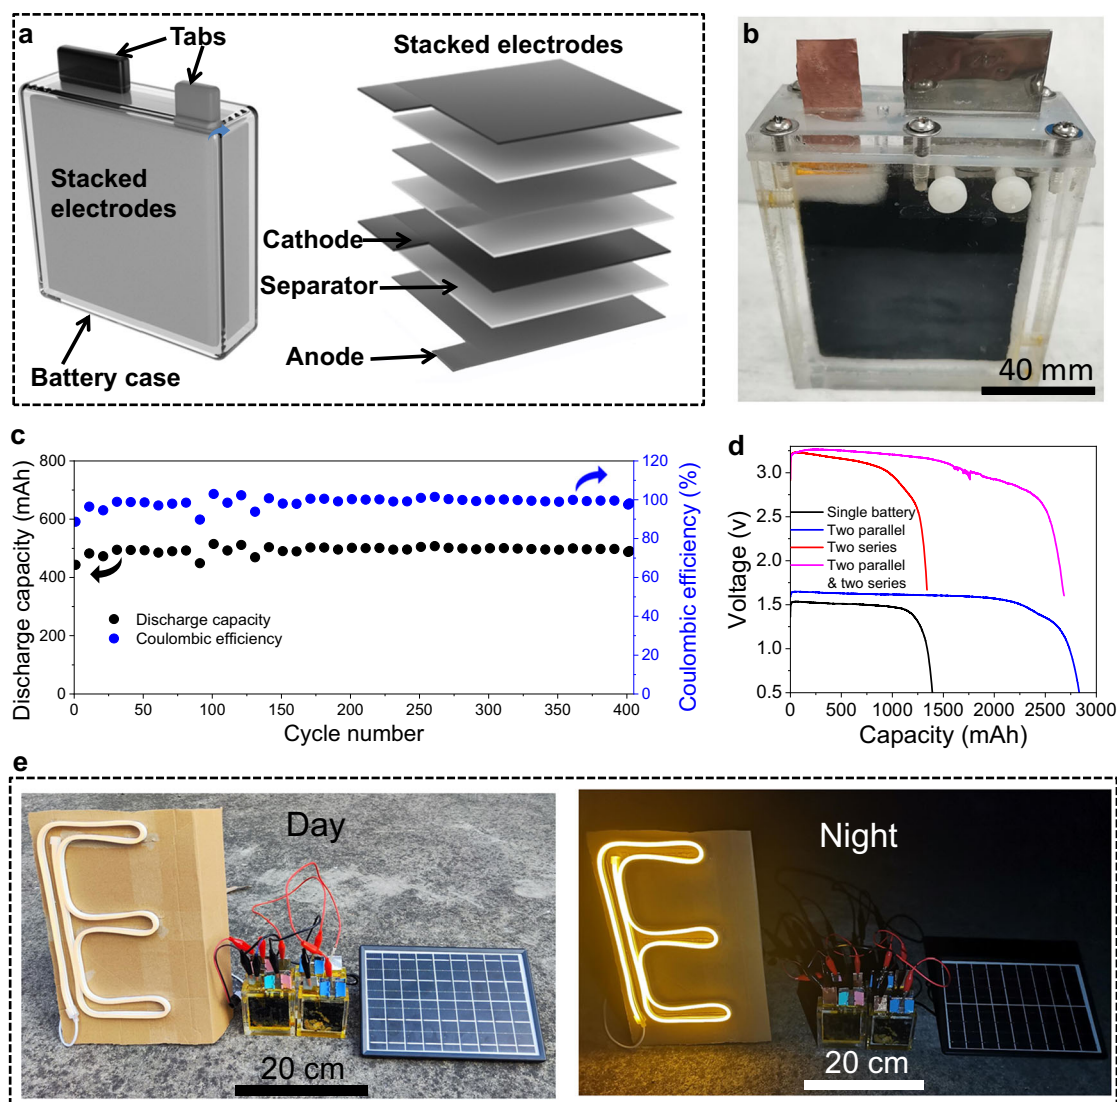 a
Tabs
Stacked electrodes
Stacked
electrodes
Cathode
Separator
Anode
Battery case
b
40 mm
c
Discharge capacity (mAh)
800
600
400
200
0
Discharge capacity
Coulombic efficiency
0 50 100 150 200 250 300 350 400
Cycle number
120
100
80
60
40
20
0
Coulombic efficiency (%)
d
Voltage (v)
3.0
2.5
2.0
1.5
1.0
0.5
Single battery
Two parallel
Two series
Two parallel
& two series
0 500 1000 1500 2000 2500 3000
Capacity (mAh)
e
Day
20 cm
Night
20 cm